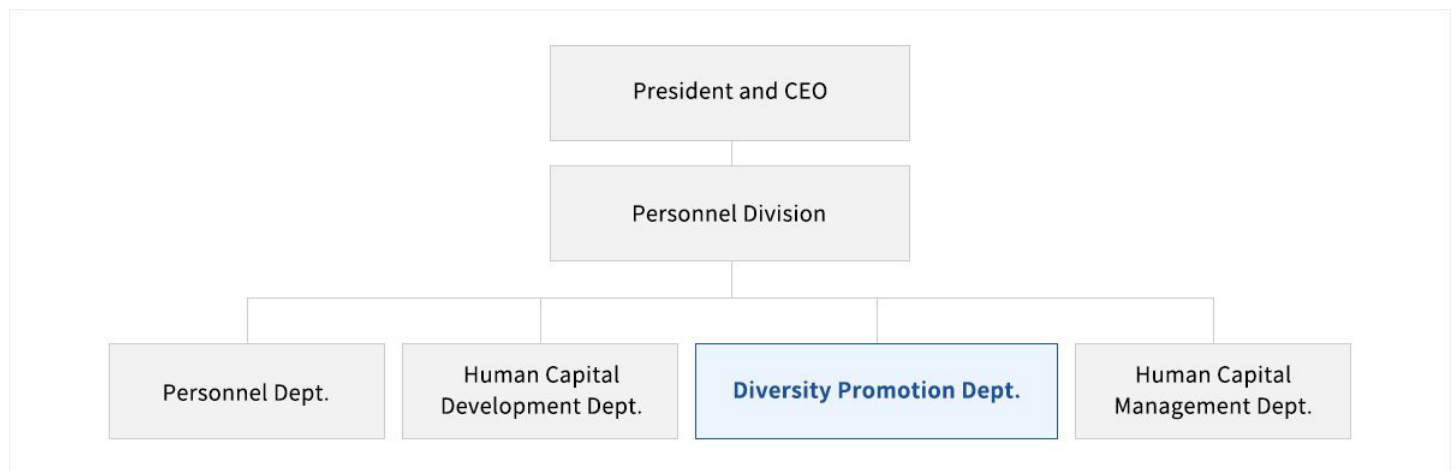 President and CEO
Personnel Division
Personnel Dept.
Human Capital
Development Dept.
Diversity Promotion Dept.
Human Capital
Management Dept.